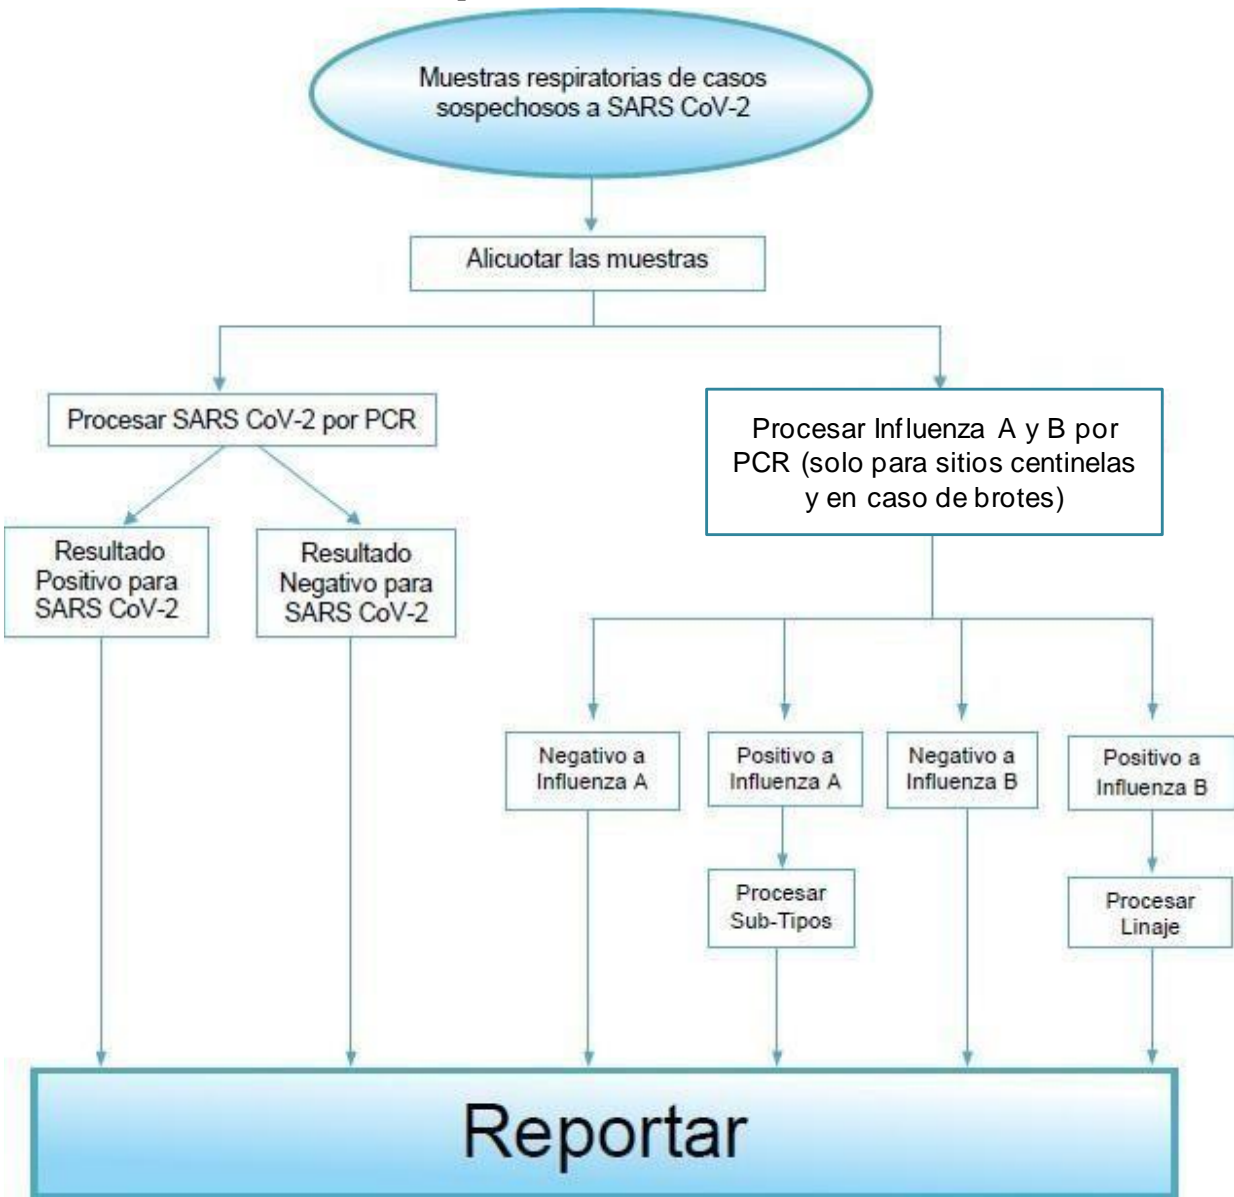 Muestras respiratorias de casos
sospechosos a SARS CoV-2
Alicuotar las muestras
Procesar SARS CoV-2 por PCR
Procesar Influenza A y B por
PCR (solo para sitios centinelas
y en caso de brotes)
Resultado
Positivo para
SARS CoV-2
Resultado
Negativo para
SARS CoV-2
Negativo a
Influenza A
Positivo a
Influenza A
Negativo a
Influenza B
Positivo a
Influenza B
Procesar
Sub-Tipos
Procesar
Linaje
Reportar